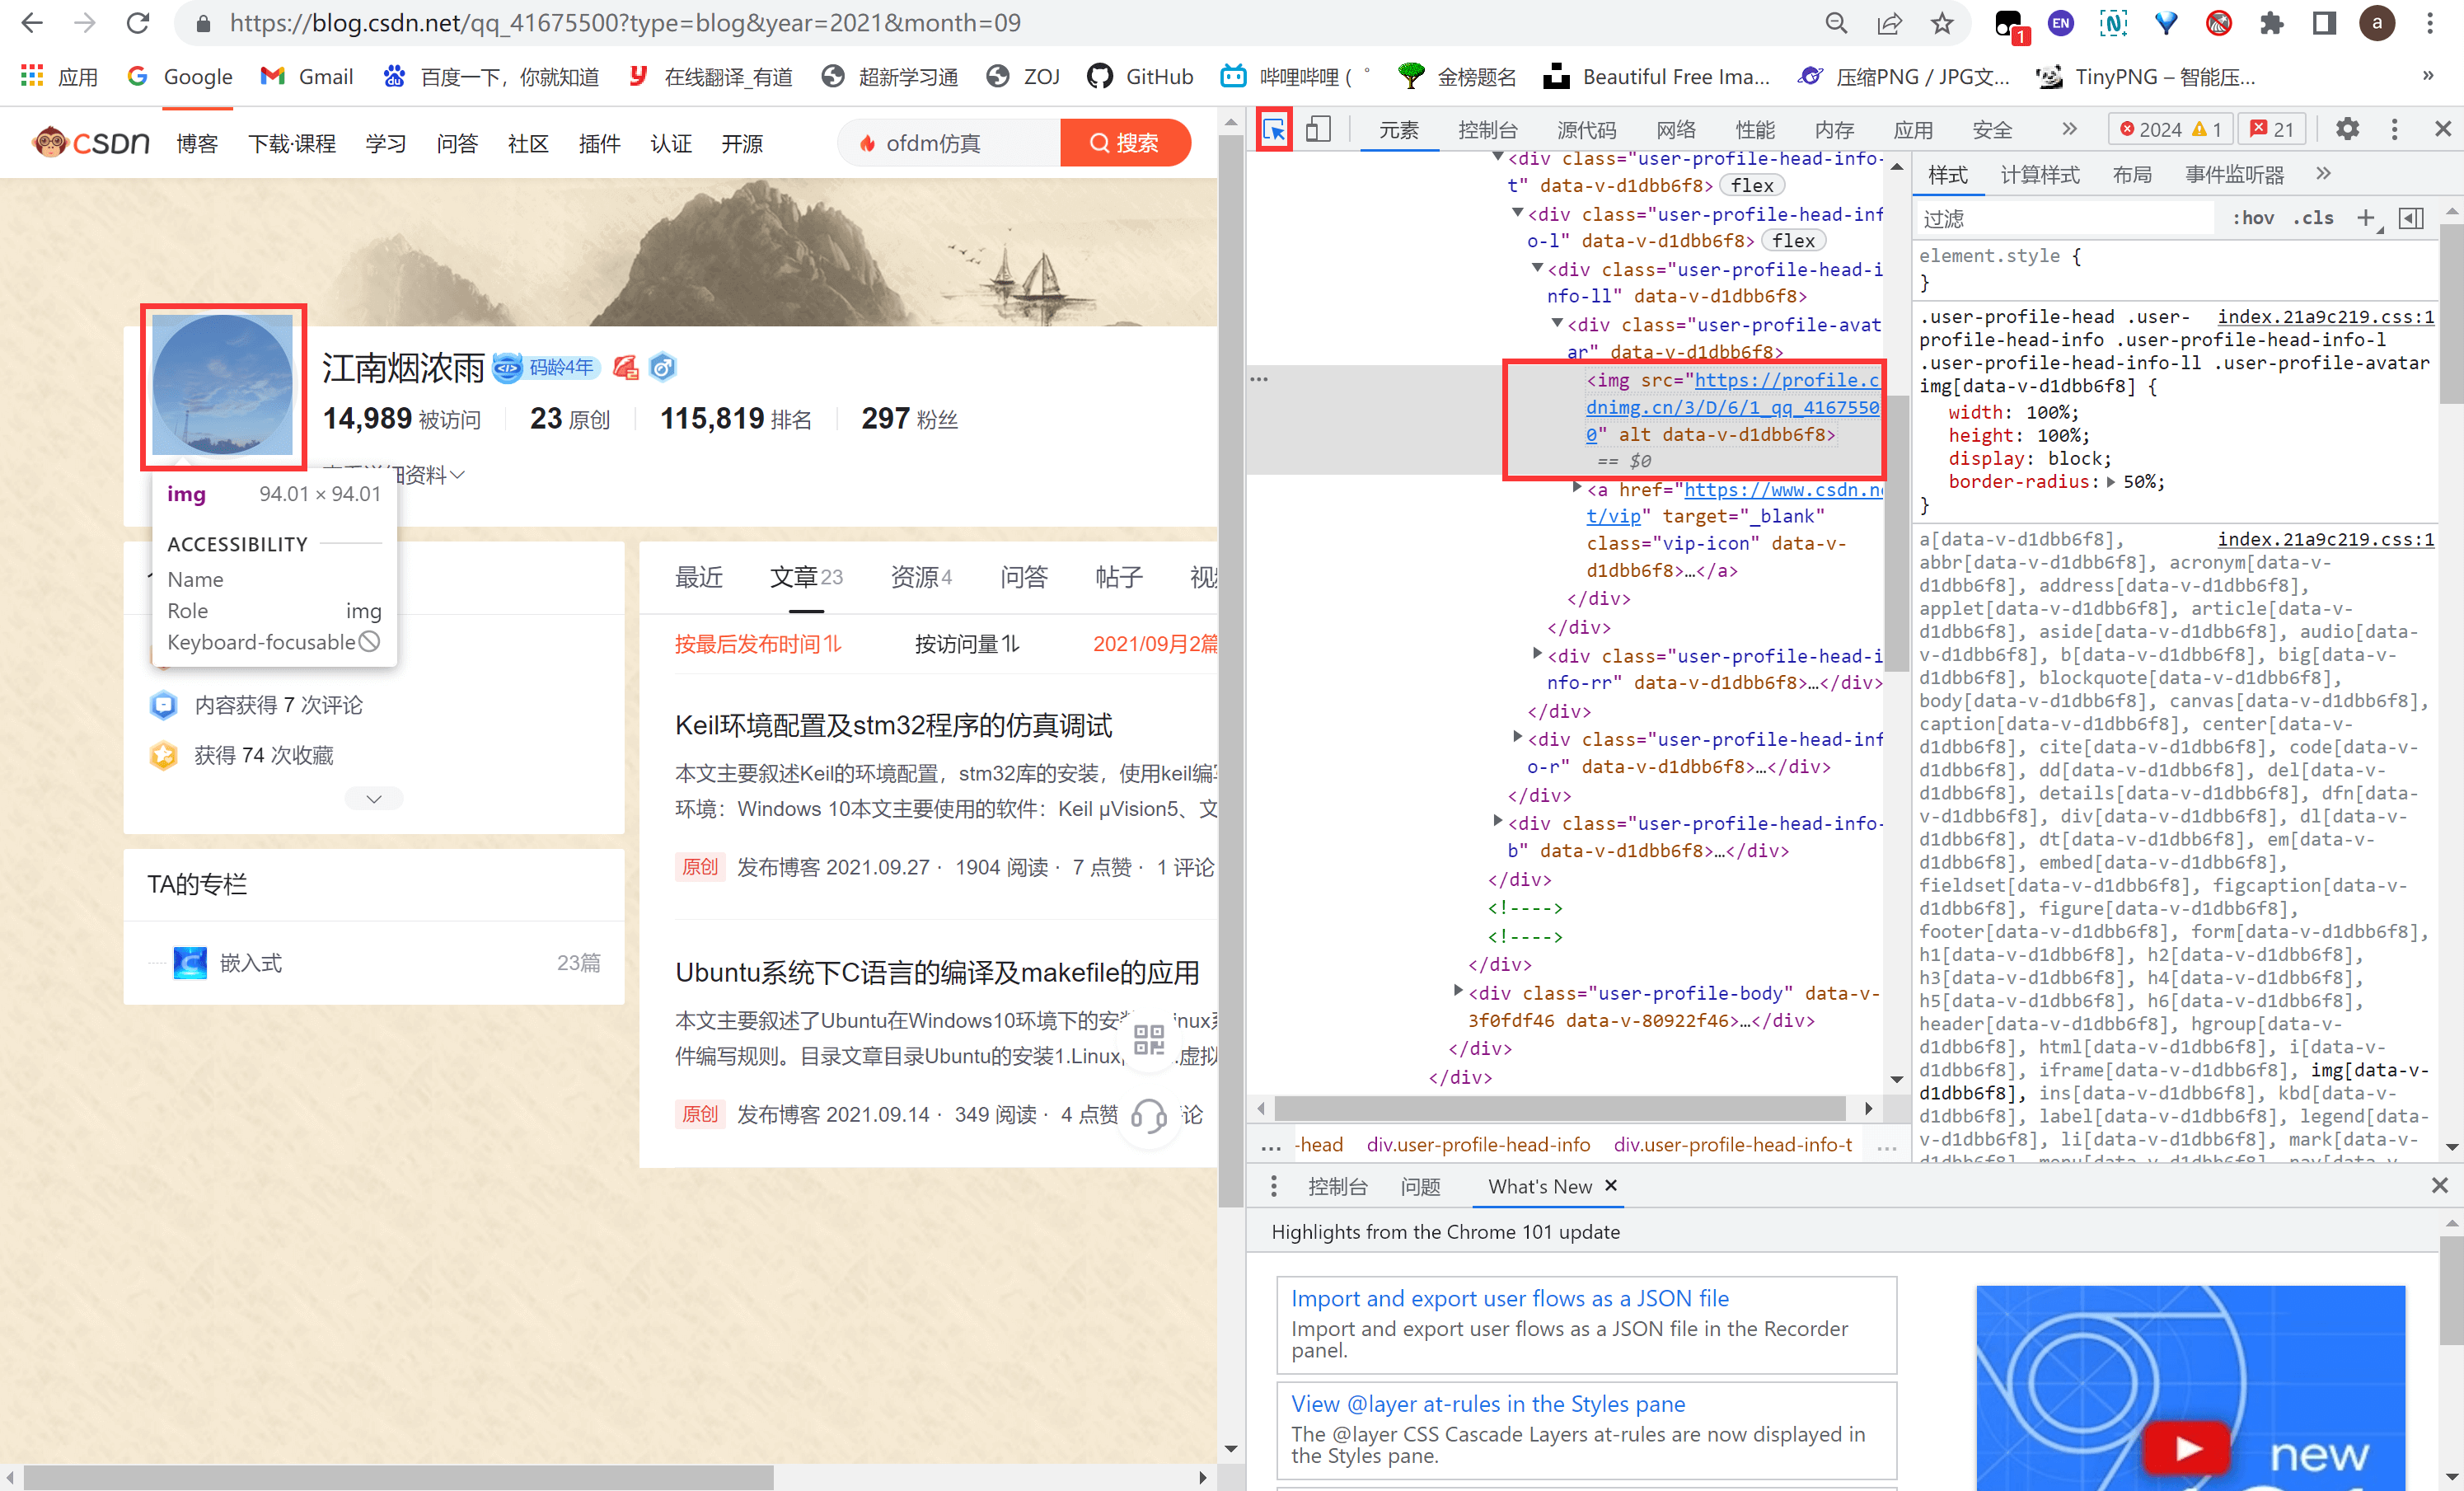 https://blog.csdn.net/qq_41675500?type=blog&year=2021&month=09
EN
1
a
应用
Google
Gmail
百度一下，你就知道
在线翻译_有道
超新学习通
ZOJ
GitHub
哔哩哔哩 ( ゜
金榜题名
Beautiful Free Ima...
压缩PNG / JPG文...
TinyPNG – 智能压...
»
CSDN
博客
下载·课程
学习
问答
社区
插件
认证
开源
ofdm仿真
搜索
江南烟浓雨
码龄4年
14,989 被访问
23 原创
115,819 排名
297 粉丝
细资料
img 94.01 × 94.01
ACCESSIBILITY
Name
Role img
Keyboard-focusable
内容获得 7 次评论
获得 74 次收藏
TA的专栏
嵌入式 23篇
最近
文章 23
资源 4
问答
帖子
按最后发布时间
按访问量
2021/09月2篇
Keil环境配置及stm32程序的仿真调试
本文主要叙述Keil的环境配置，stm32库的安装，使用keil编
环境：Windows 10本文主要使用的软件：Keil μVision5、文
原创 发布博客 2021.09.27 · 1904 阅读 · 7 点赞 · 1 评论
Ubuntu系统下C语言的编译及makefile的应用
本文主要叙述了Ubuntu在Windows10环境下的安
件编写规则。目录文章目录Ubuntu的安装1.Linux .虚拟
原创 发布博客 2021.09.14 · 349 阅读 · 4 点赞 论
元素
控制台
源代码
网络
性能
内存
应用
安全
»
2024
1
21
<div class="user-profile-head-info-
t" data-v-d1dbb6f8> flex
<div class="user-profile-head-inf
o-l" data-v-d1dbb6f8> flex
<div class="user-profile-head-i
nfo-ll" data-v-d1dbb6f8>
<div class="user-profile-avat
ar" data-v-d1dbb6f8>
<img src="https://profile.c
dnimg.cn/3/D/6/1_qq_4167550
0" alt data-v-d1dbb6f8>
== $0
<a href="https://www.csdn.ne
t/vip" target="_blank"
class="vip-icon" data-v-
d1dbb6f8>…</a>
</div>
</div>
<div class="user-profile-head-i
nfo-rr" data-v-d1dbb6f8>…</div>
</div>
<div class="user-profile-head-inf
o-r" data-v-d1dbb6f8>…</div>
</div>
<div class="user-profile-head-info-
b" data-v-d1dbb6f8>…</div>
</div>
<!---->
<!---->
</div>
<div class="user-profile-body" data-v-
3f0fdf46 data-v-80922f46>…</div>
</div>
</div>
... -head div.user-profile-head-info div.user-profile-head-info-t ...
样式
计算样式
布局
事件监听器
»
过滤
:hov .cls +
element.style {
}
.user-profile-head .user- index.21a9c219.css:1
profile-head-info .user-profile-head-info-l
.user-profile-head-info-ll .user-profile-avatar
img[data-v-d1dbb6f8] {
width: 100%;
height: 100%;
display: block;
border-radius: 50%;
}
a[data-v-d1dbb6f8], index.21a9c219.css:1
abbr[data-v-d1dbb6f8], acronym[data-v-
d1dbb6f8], address[data-v-d1dbb6f8],
applet[data-v-d1dbb6f8], article[data-v-
d1dbb6f8], aside[data-v-d1dbb6f8], audio[data-
v-d1dbb6f8], b[data-v-d1dbb6f8], big[data-v-
d1dbb6f8], blockquote[data-v-d1dbb6f8],
body[data-v-d1dbb6f8], canvas[data-v-d1dbb6f8],
caption[data-v-d1dbb6f8], center[data-v-
d1dbb6f8], cite[data-v-d1dbb6f8], code[data-v-
d1dbb6f8], dd[data-v-d1dbb6f8], del[data-v-
d1dbb6f8], details[data-v-d1dbb6f8], dfn[data-
v-d1dbb6f8], div[data-v-d1dbb6f8], dl[data-v-
d1dbb6f8], dt[data-v-d1dbb6f8], em[data-v-
d1dbb6f8], embed[data-v-d1dbb6f8],
fieldset[data-v-d1dbb6f8], figcaption[data-v-
d1dbb6f8], figure[data-v-d1dbb6f8],
footer[data-v-d1dbb6f8], form[data-v-d1dbb6f8],
h1[data-v-d1dbb6f8], h2[data-v-d1dbb6f8],
h3[data-v-d1dbb6f8], h4[data-v-d1dbb6f8],
h5[data-v-d1dbb6f8], h6[data-v-d1dbb6f8],
header[data-v-d1dbb6f8], hgroup[data-v-
d1dbb6f8], html[data-v-d1dbb6f8], i[data-v-
d1dbb6f8], iframe[data-v-d1dbb6f8], img[data-v-
d1dbb6f8], ins[data-v-d1dbb6f8], kbd[data-v-
d1dbb6f8], label[data-v-d1dbb6f8], legend[data-
v-d1dbb6f8], li[data-v-d1dbb6f8], mark[data-v-
控制台
问题
What's New ×
Highlights from the Chrome 101 update
Import and export user flows as a JSON file
Import and export user flows as a JSON file in the Recorder
panel.
View @layer at-rules in the Styles pane
The @layer CSS Cascade Layers at-rules are now displayed in
the Styles pane.
new